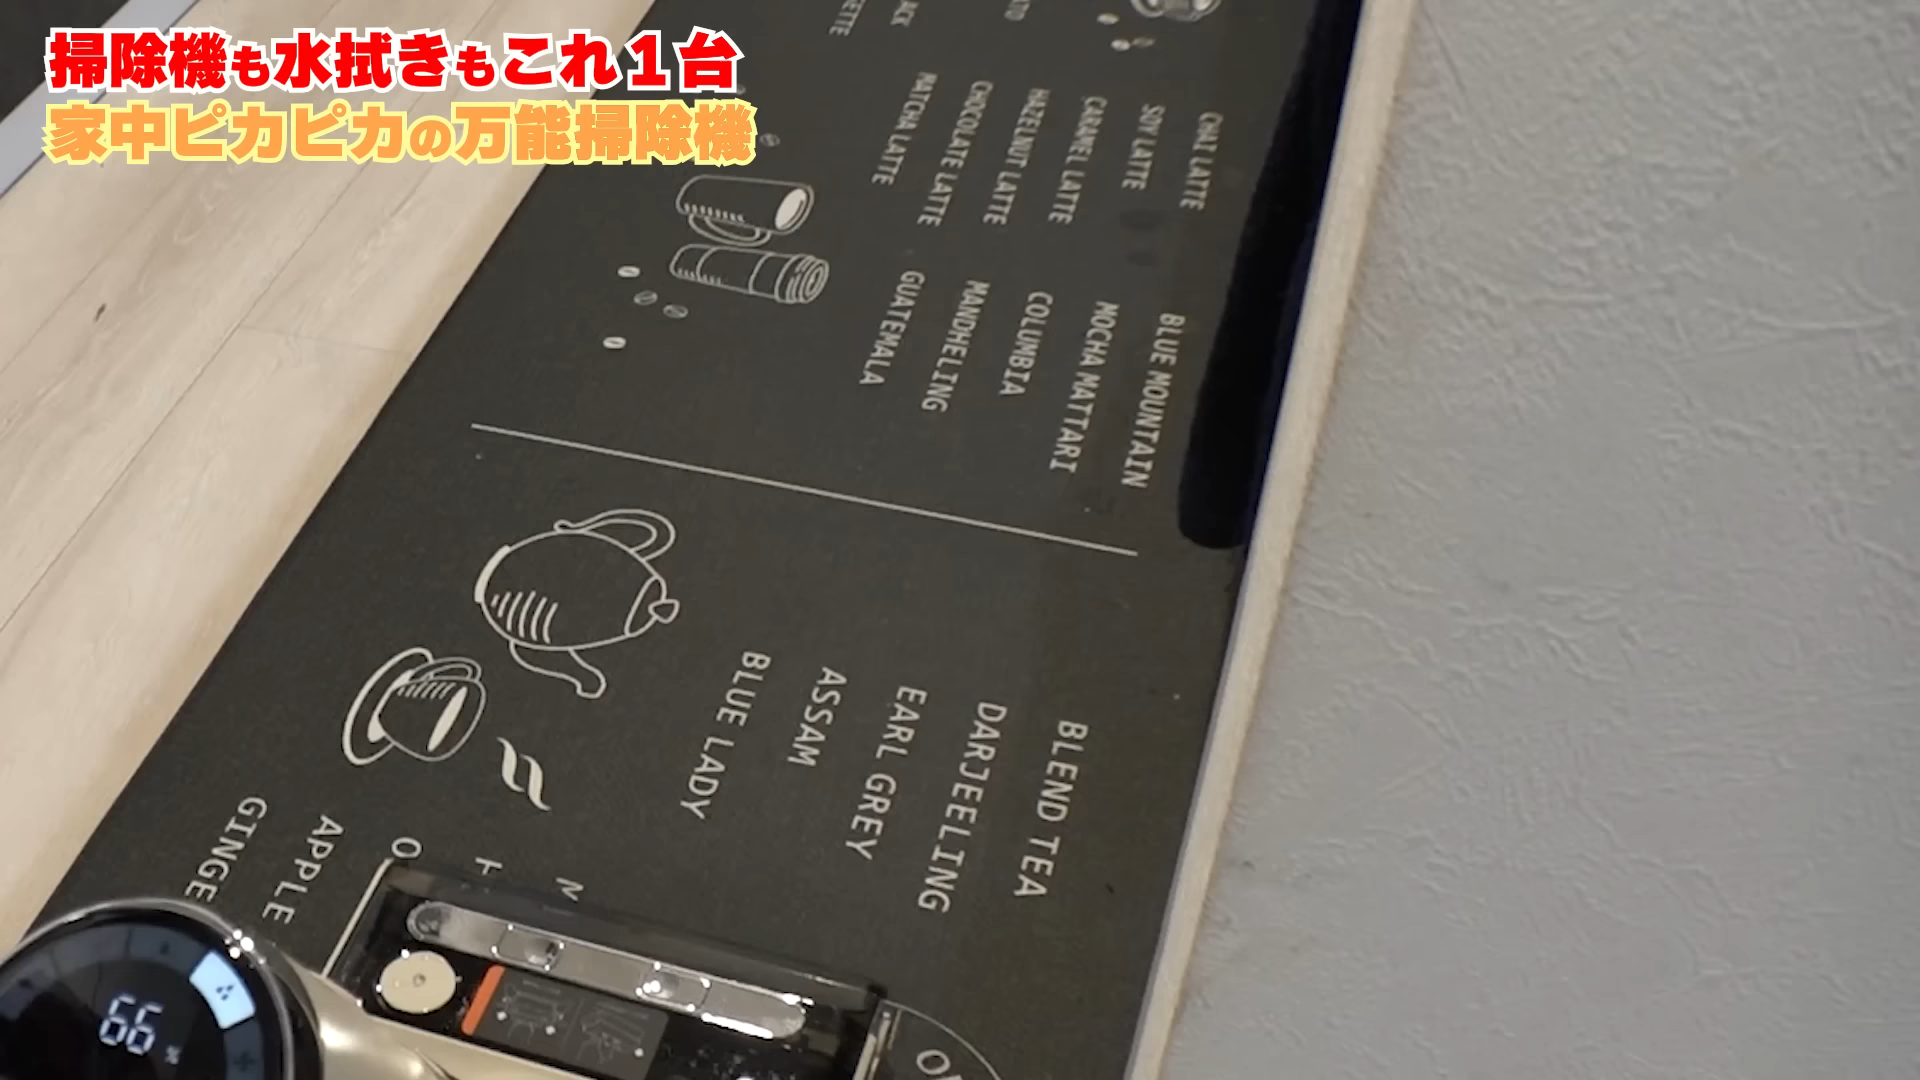 掃除機も水拭きもこれ１台
家中ピカピカの万能掃除機
CHAI LATTE
SOY LATTE
CARAMEL LATTE
HAZELNUT LATTE
CHOCOLATE LATTE
MATCHA LATTE
BLUE MOUNTAIN
MOCHA MATTARI
COLUMBIA
MANDHELING
GUATEMALA
BLEND TEA
DARJEELING
EARL GREY
ASSAM
BLUE LADY
APPLE
GINGE
66